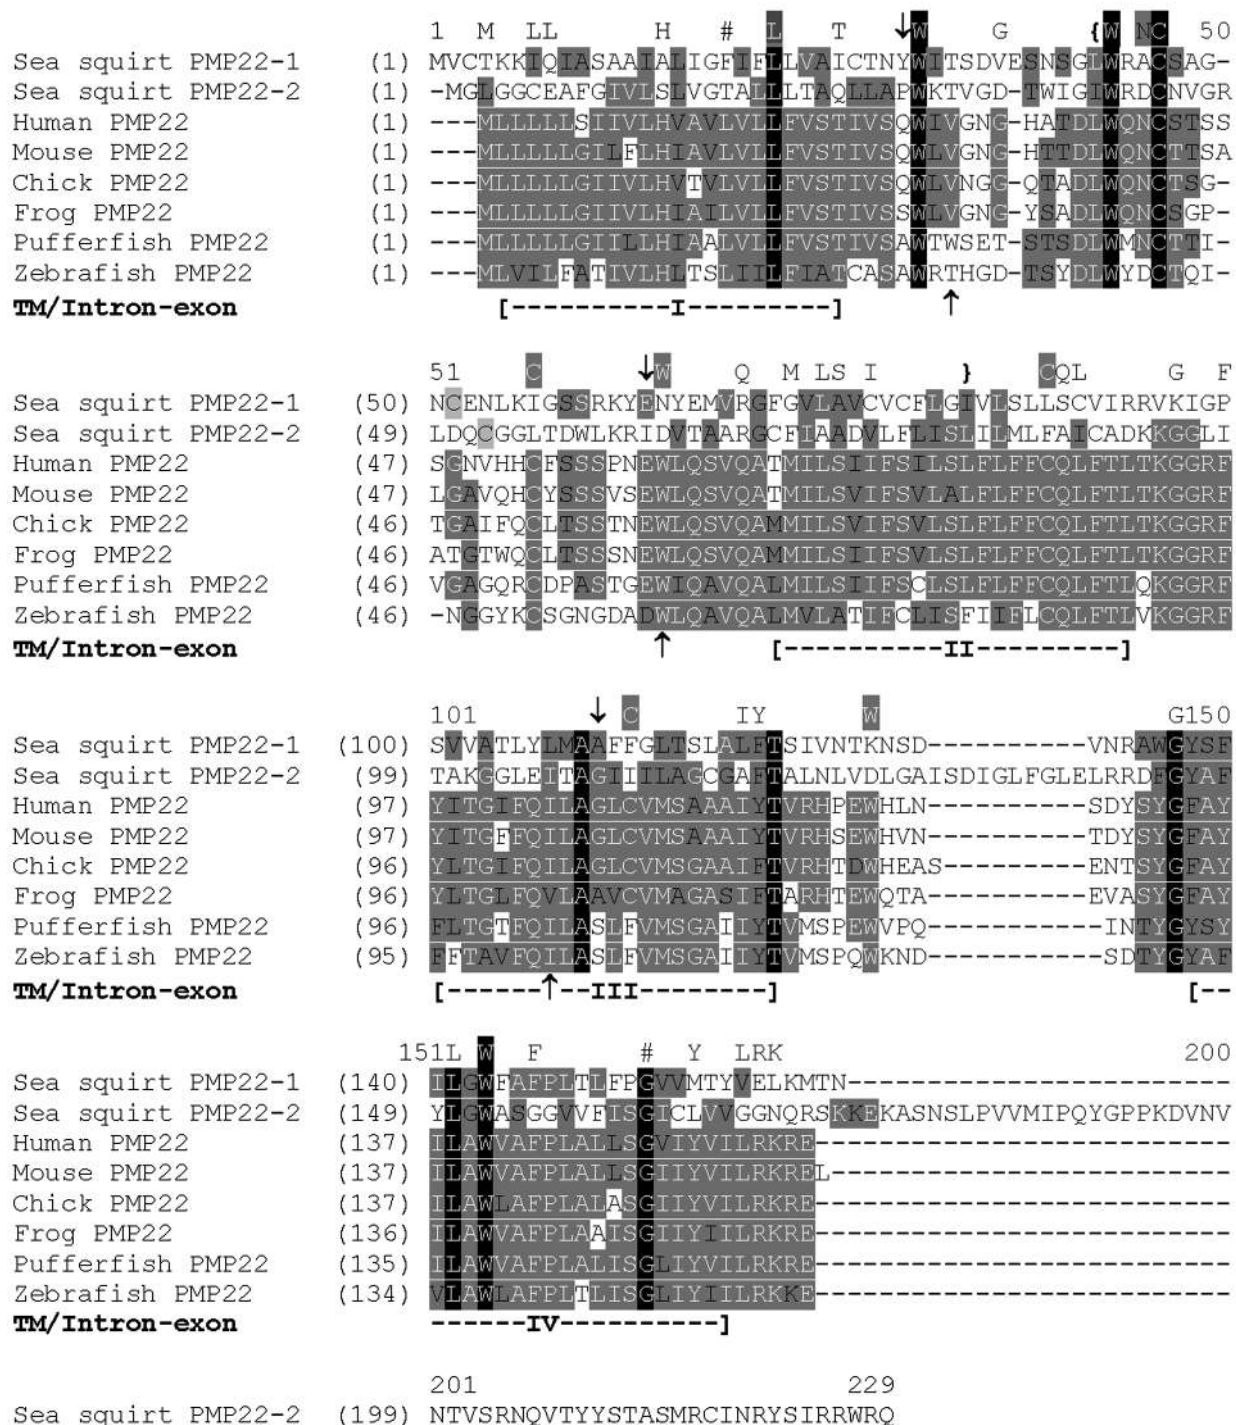 1 M LL H # L T ↓W G {W NC 50
Sea squirt PMP22-1 (1) MVCTKKIQIASAAIALIGFIFLLVAICTNYWITSDVESNSGLWRACSAG-
Sea squirt PMP22-2 (1) -MGLGGCEAFGIVLSLVGTALLLTAQLLAPWKTVGD-TWIGIWRDCNVGR
Human PMP22 (1) ---MLLLLLSIIVLHVAVLVLLFVSTIVSQWIVGNG-HATDLWQNCSTSS
Mouse PMP22 (1) ---MLLLLLGILFLHIAVLVLLFVSTIVSQWLVGNG-HTTDLWQNCTTSA
Chick PMP22 (1) ---MLLLLLGIIVLHVTVLVLLFVSTIVSQWLVNGG-QTADLWQNCTSG-
Frog PMP22 (1) ---MLLLLLGIIVLHIAILVLLFVSTIVSSWLVGNG-YSADLWQNCSGP-
Pufferfish PMP22 (1) ---MLLLLLGIILLHIAALVLLFVSTIVSAWTWSET-STSDLWMNCTTI-
Zebrafish PMP22 (1) ---MLVILFATIVLHLTSLIILFIATCASAWRTHGD-TSYDLWYDCTQI-
TM/Intron-exon [----------I---------] ↑
51 C ↓W Q M LS I } CQL G F
Sea squirt PMP22-1 (50) NCENLKIGSSRKYENYEMVRGFGVLAVCVCFLGIVLSLLSCVIRRVKIGP
Sea squirt PMP22-2 (49) LDQCGGLTDWLKRIDVTAARGCFIAADVLFLISLILMLFAICADKKGGLI
Human PMP22 (47) SGNVHHCFSSSPNEWLQSVQATMILSIIFSILSLFLFFCQLFTLTKGGRF
Mouse PMP22 (47) LGAVQHCYSSSVSEWLQSVQATMILSVIFSVLALFLFFCQLFTLTKGGRF
Chick PMP22 (46) TGAIFQCLTSSTNEWLQSVQAMMILSVIFSVLSLFLFFCQLFTLTKGGRF
Frog PMP22 (46) ATGTWQCLTSSSNEWLQSVQAMMILSIIFSVLSLFLFFCQLFTLTKGGRF
Pufferfish PMP22 (46) VGAGQRCDPASTGEWIQAVQALMILSIIFSCLSLFLFFCQLFTLQKGGRF
Zebrafish PMP22 (46) -NGGYKCSGNGDADWLQAVQALMVLATIFCLISFIIFLCQLFTLVKGGRF
TM/Intron-exon ↑ [----------II---------]
101 ↓ C IY W G150
Sea squirt PMP22-1 (100) SVVATLYLMAAFFGLTSLALFTSIVNTKNSD----------VNRAWGYSF
Sea squirt PMP22-2 (99) TAKGGLEITAGIIILAGCGAFTALNLVDLGAISDIGLFGLELRRDFGYAF
Human PMP22 (97) YITGIFQILAGLCVMSAAAIYTVRHPEWHLN----------SDYSYGFAY
Mouse PMP22 (97) YITGFFQILAGLCVMSAAAIYTVRHSEWHVN----------TDYSYGFAY
Chick PMP22 (96) YLTGIFQILAGLCVMSGAAIFTVRHTDWHEAS---------ENTSYGFAY
Frog PMP22 (96) YLTGLFQVLAAVCVMAGASIFTARHTEWQTA----------EVASYGFAY
Pufferfish PMP22 (96) FLTGTFQILASLFVMSGAIIYTVMSPEWVPQ-----------INTYGYSY
Zebrafish PMP22 (95) FFTAVFQILASLFVMSGAIIYTVMSPQWKND-----------SDTYGYAF
TM/Intron-exon [------↑--III--------] [--
151L W F # Y LRK 200
Sea squirt PMP22-1 (140) ILGWFAFPLTLFPGVVMTYVELKMTN------------------------
Sea squirt PMP22-2 (149) YLGWASGGVVFISGICLVVGGNQRSKKEKASNSLPVVMIPQYGPPKDVNV
Human PMP22 (137) ILAWVAFPLALLSGVIYVILRKRE--------------------------
Mouse PMP22 (137) ILAWVAFPLALLSGIIYVILRKREL-------------------------
Chick PMP22 (137) ILAWLAFPLALASGIIYVILRKRE--------------------------
Frog PMP22 (136) ILAWVAFPLAAISGIIYIILRKRE--------------------------
Pufferfish PMP22 (135) ILAWVAFPLALISGLIYVILRKRE--------------------------
Zebrafish PMP22 (134) VLAWLAFPLTLISGLIYIILRKKE--------------------------
TM/Intron-exon ------IV----------]
201 229
Sea squirt PMP22-2 (199) NTVSRNQVTYYSTASMRCINRYSIRRWRQ